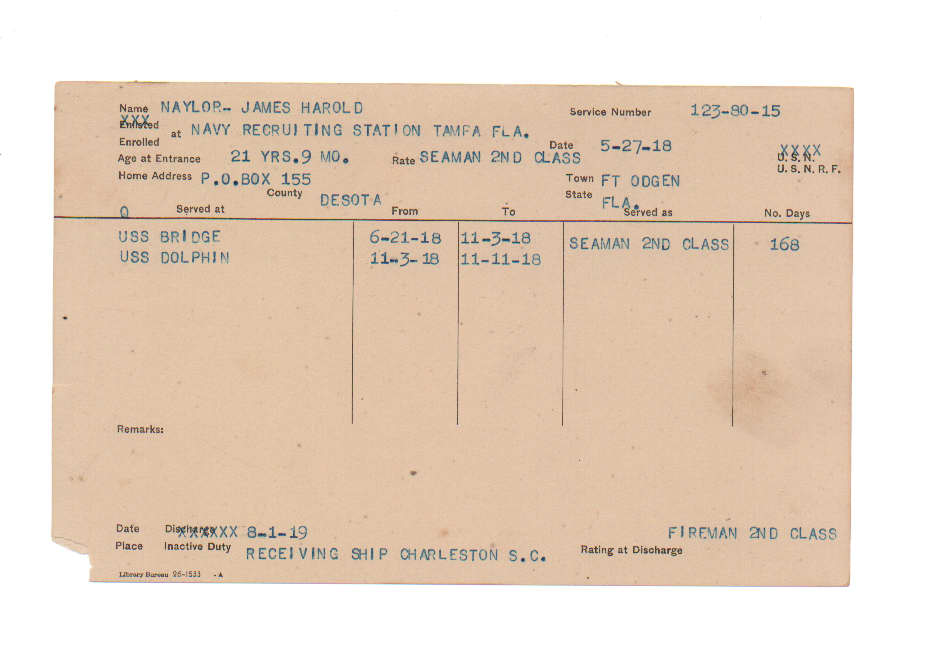 Name NAYLOR- JAMES HAROLD Service Number 123-80-15
XXX
Enlisted
Enrolled at NAVY RECRUITING STATION TAMFA FLA. Date 5-27-18 XXXX
U. S. N.
Age at Entrance 21 YRS.9 MO. Rate SEAMAN 2ND CLASS U. S. N. R. F.
Home Address P.O.BOX 155 Town FT ODGEN
County DESOTA State FLA.
O Served at From To Served as No. Days
USS BRIDGE 6-21-18 11-3-18 SEAMAN 2ND CLASS 168
USS DOLPHIN 11-3-18 11-11-18
Remarks:
Date Discharge XXXXXX 8-1-19 FIREMAN 2ND CLASS
Place Inactive Duty RECEIVING SHIP CHARLESTON S.C. Rating at Discharge
Library Bureau 96-1533 - A